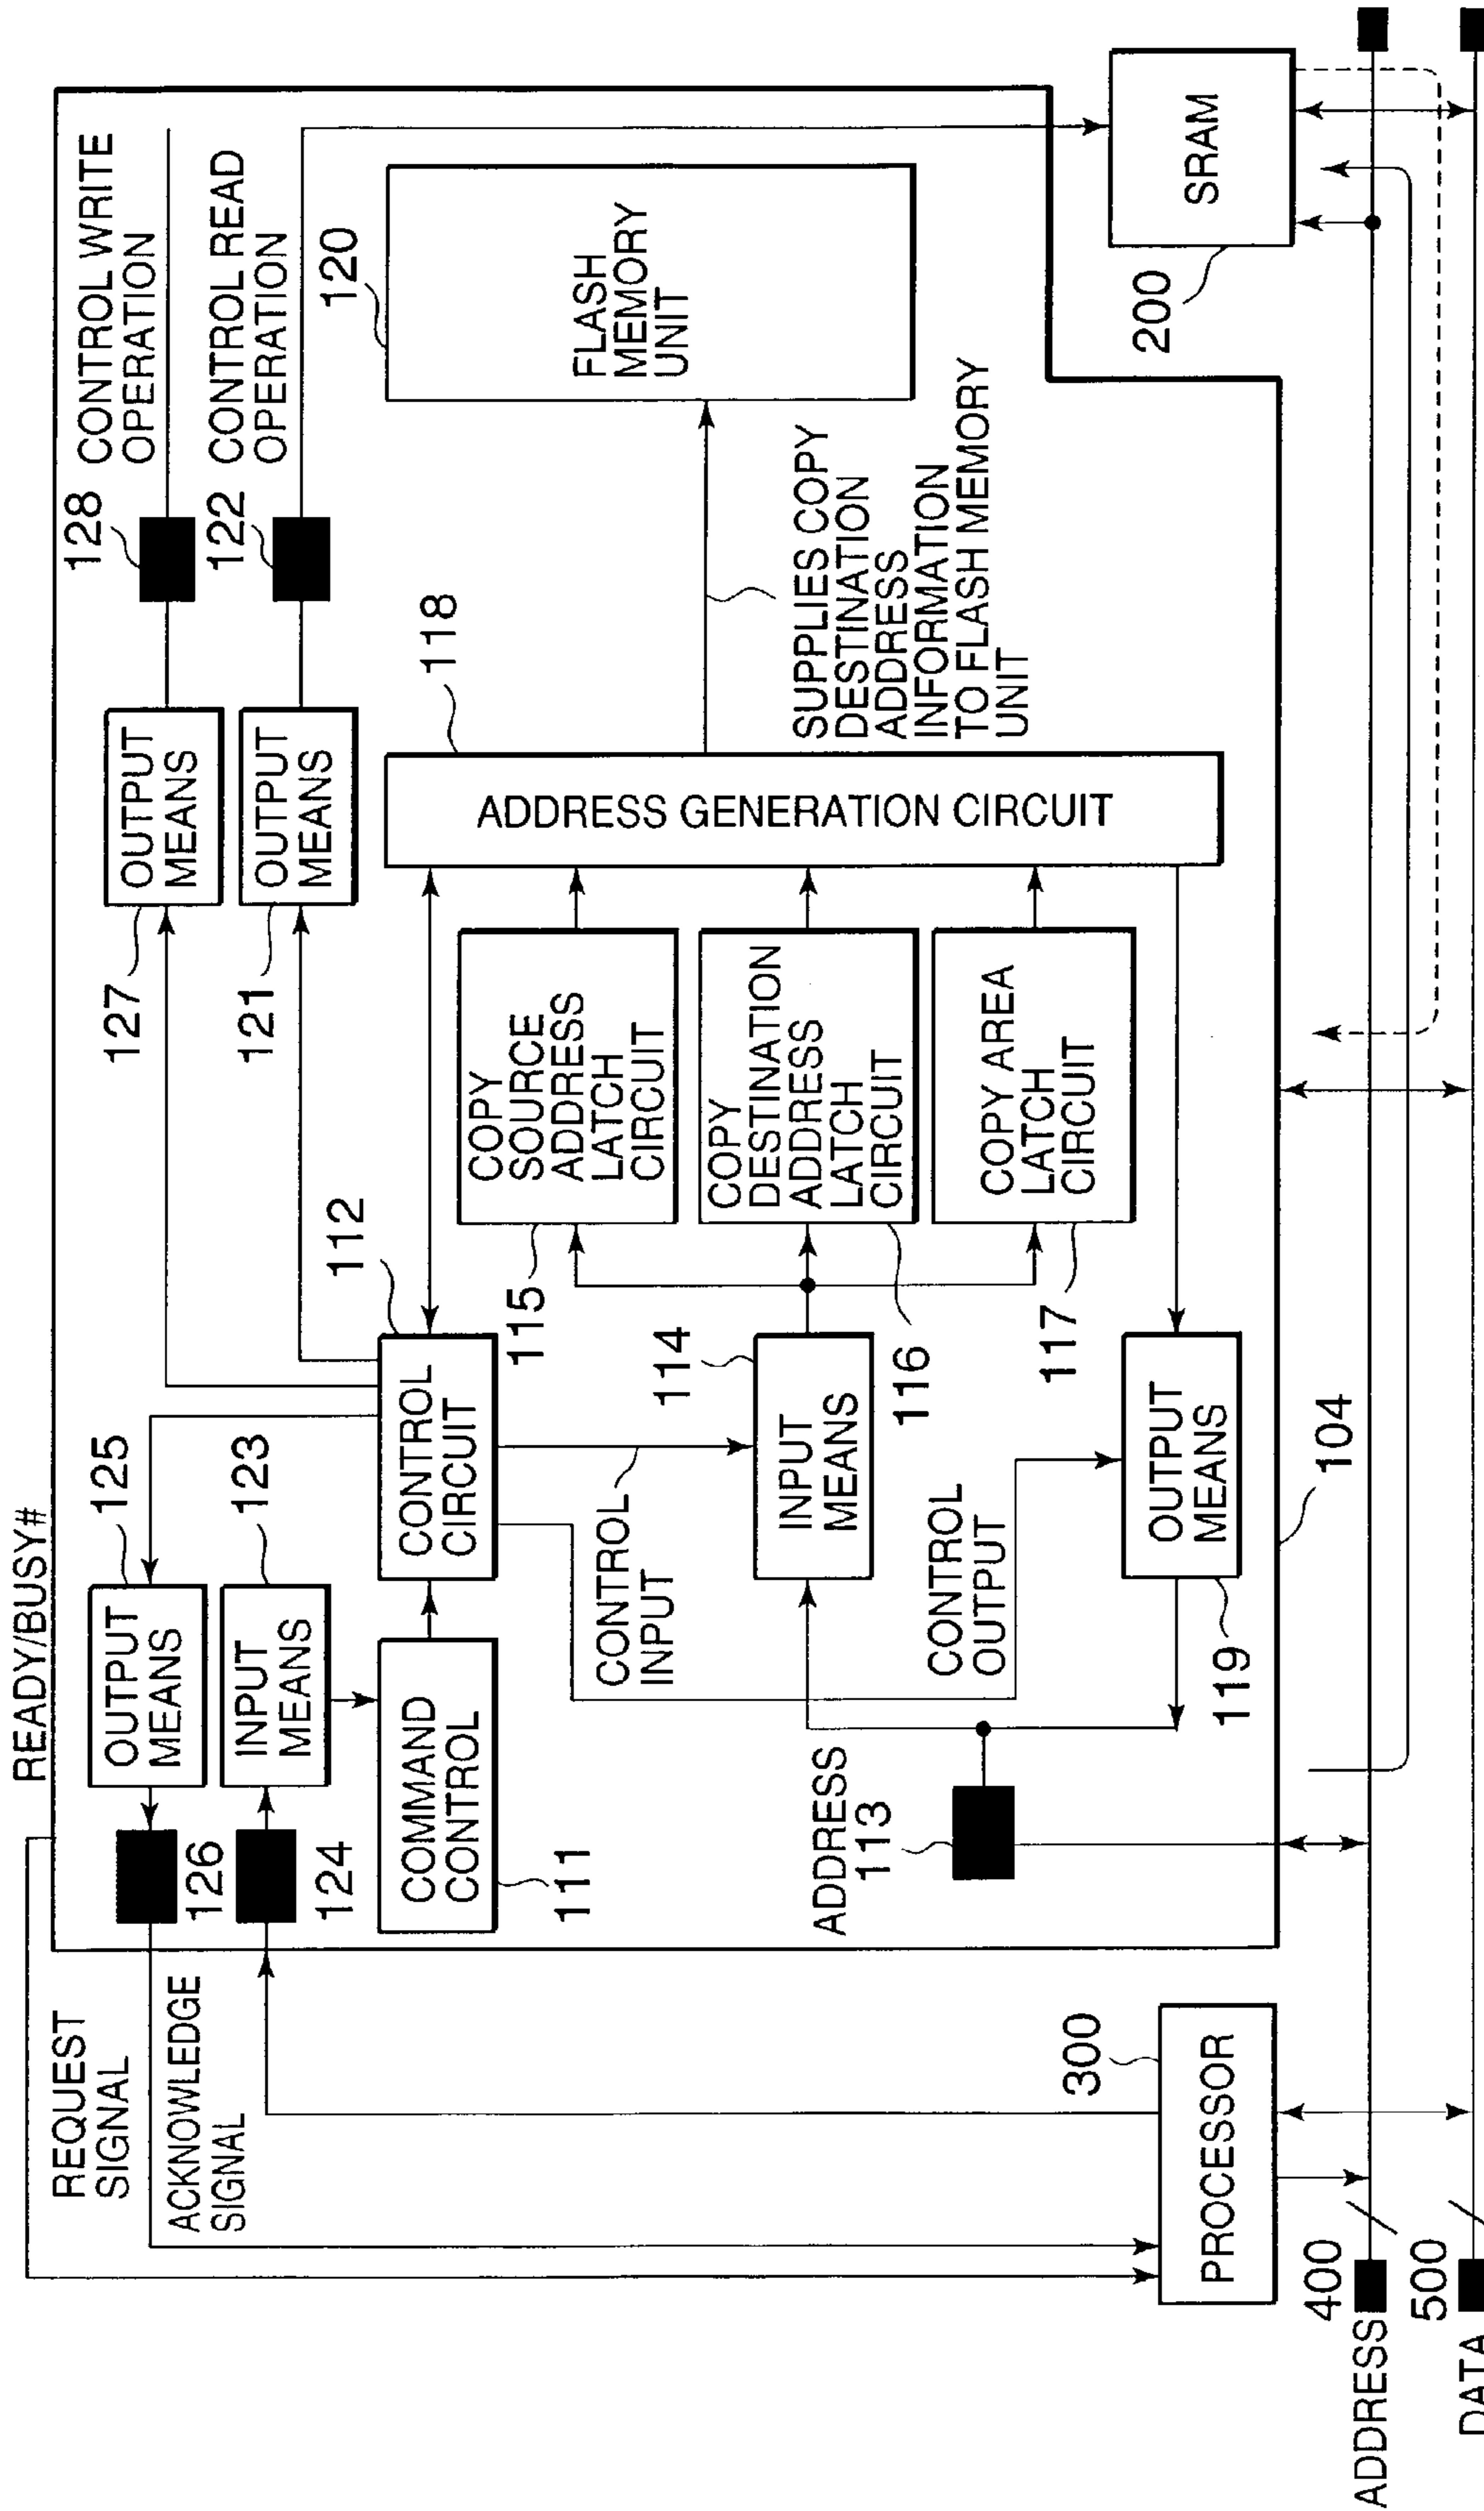 READY/BUSY#
REQUEST
SIGNAL
ACKNOWLEDGE
SIGNAL
126
124
OUTPUT
MEANS
125
INPUT
MEANS
123
COMMAND
CONTROL
111
CONTROL
CIRCUIT
112
OUTPUT
MEANS
127
OUTPUT
MEANS
121
128
CONTROL WRITE
OPERATION
122
CONTROL READ
OPERATION
CONTROL
INPUT
INPUT
MEANS
114
COPY
SOURCE
ADDRESS
LATCH
CIRCUIT
115
COPY
DESTINATION
ADDRESS
LATCH
CIRCUIT
116
COPY AREA
LATCH
CIRCUIT
117
ADDRESS GENERATION CIRCUIT
118
SUPPLIES COPY
DESTINATION
ADDRESS
INFORMATION
TO FLASH MEMORY
UNIT
FLASH
MEMORY
UNIT
120
ADDRESS
113
CONTROL
OUTPUT
OUTPUT
MEANS
119
104
PROCESSOR
300
SRAM
200
400
ADDRESS
500
DATA